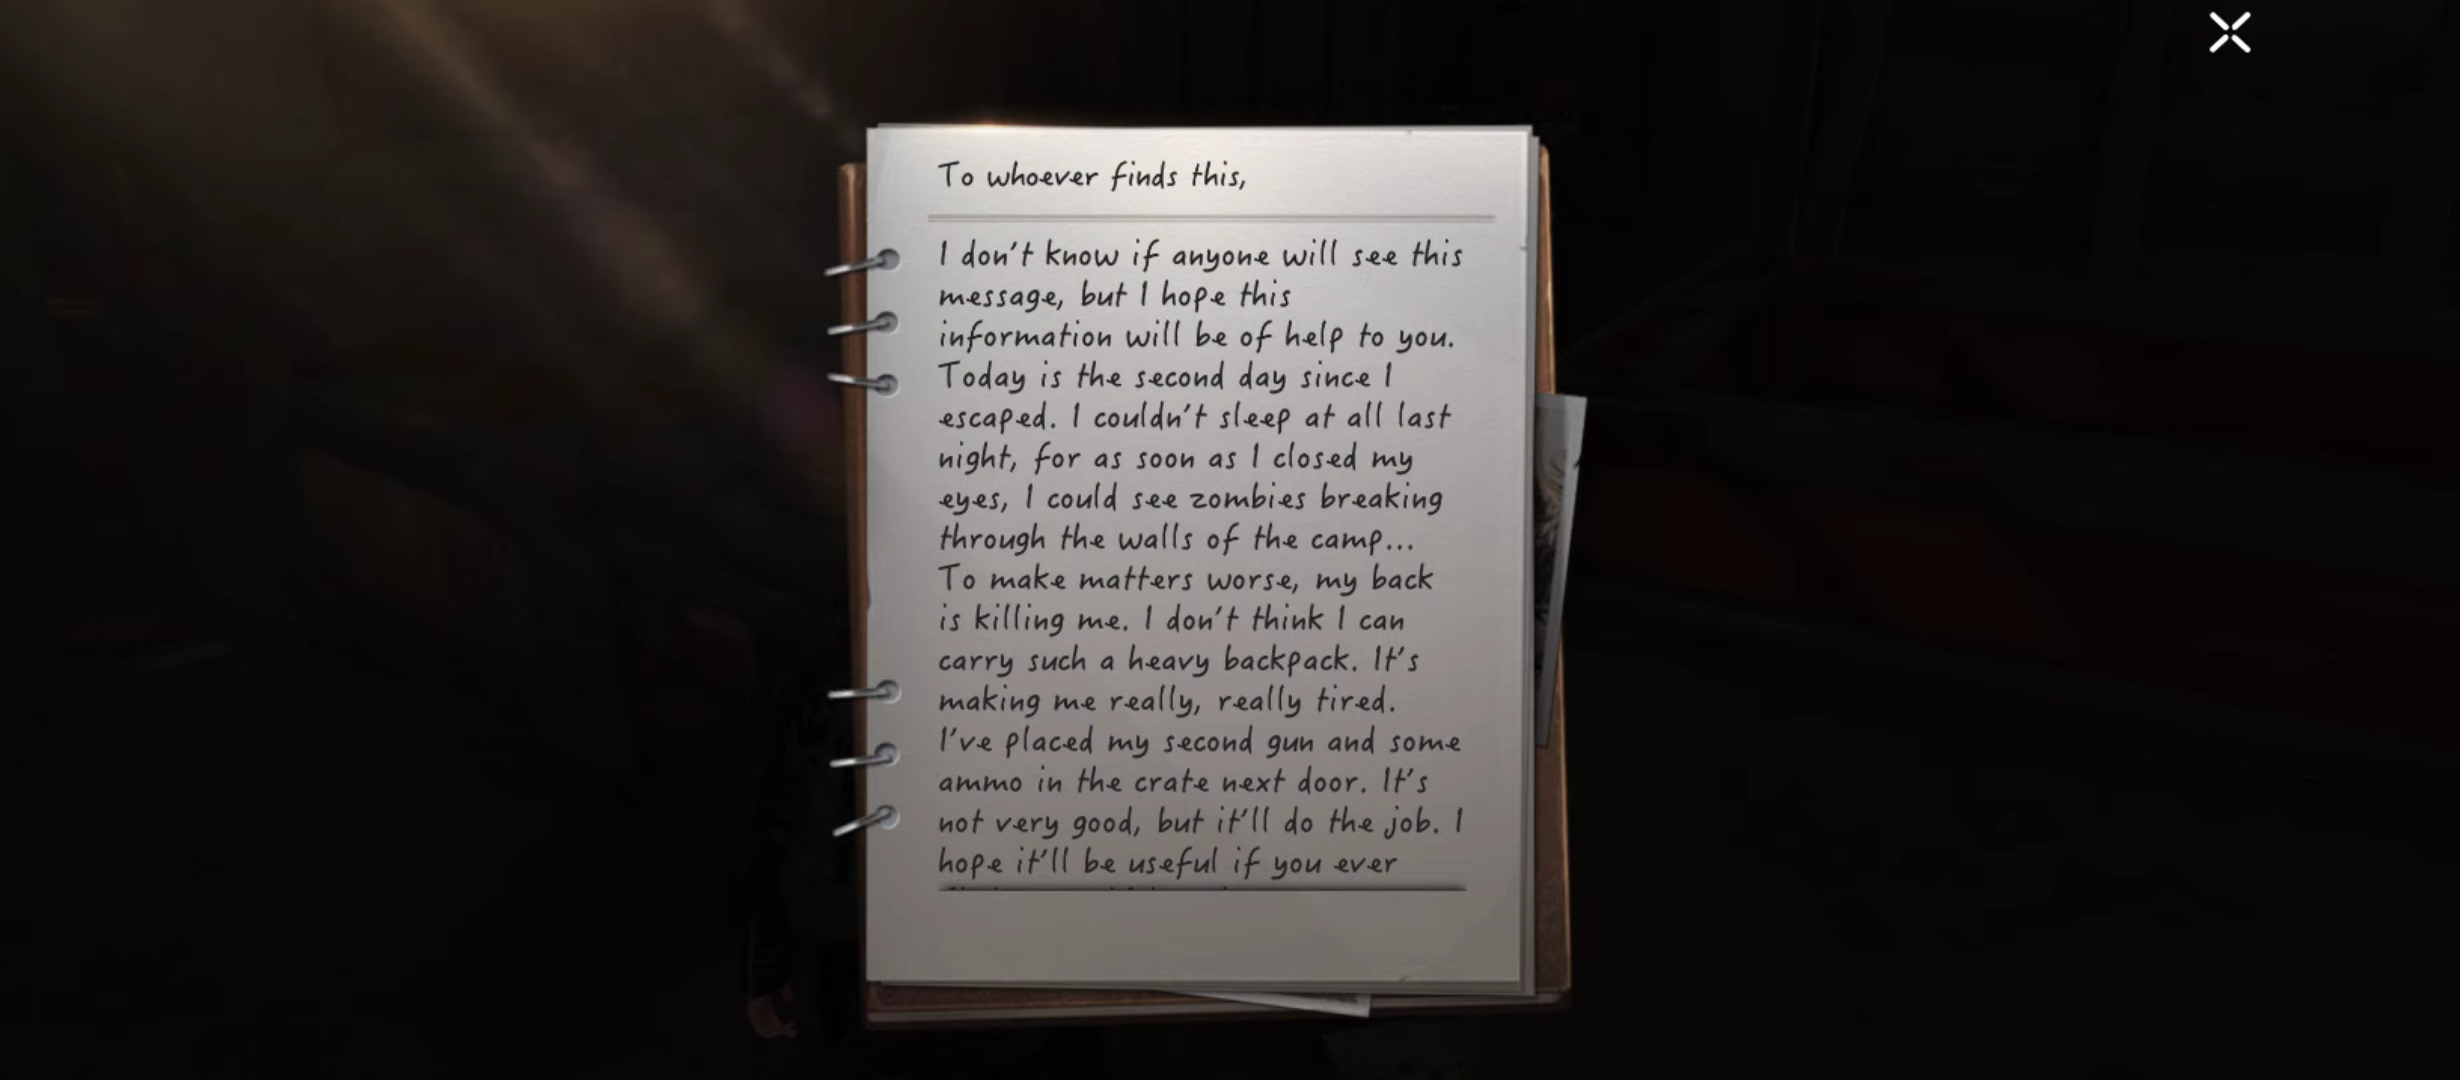 To whoever finds this,
I don't know if anyone will see this
message, but I hope this
information will be of help to you.
Today is the second day since I
escaped. I couldn't sleep at all last
night, for as soon as I closed my
eyes, I could see zombies breaking
through the walls of the camp...
To make matters worse, my back
is killing me. I don't think I can
carry such a heavy backpack. It's
making me really, really tired.
I've placed my second gun and some
ammo in the crate next door. It's
not very good, but it'll do the job. I
hope it'll be useful if you ever